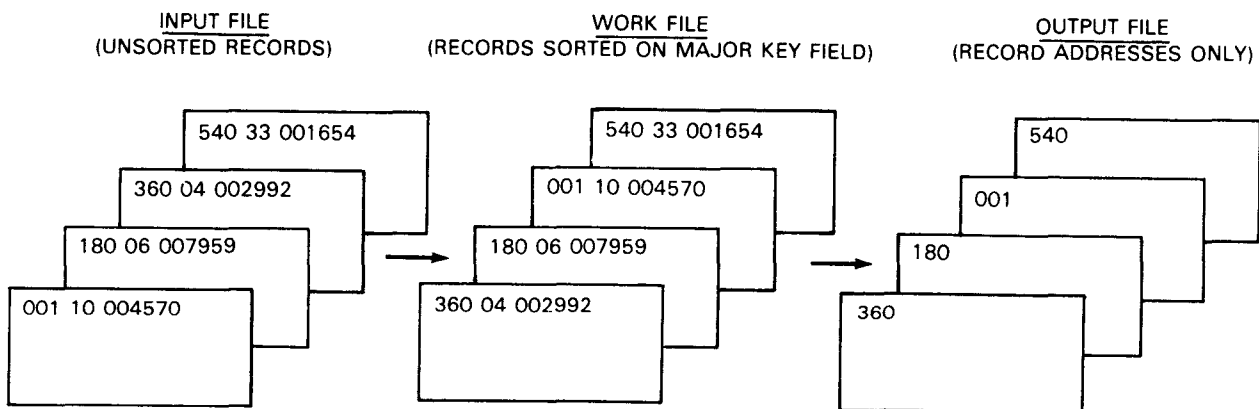 INPUT FILE
(UNSORTED RECORDS)
540 33 001654
360 04 002992
180 06 007959
001 10 004570
WORK FILE
(RECORDS SORTED ON MAJOR KEY FIELD)
540 33 001654
001 10 004570
180 06 007959
360 04 002992
OUTPUT FILE
(RECORD ADDRESSES ONLY)
540
001
180
360